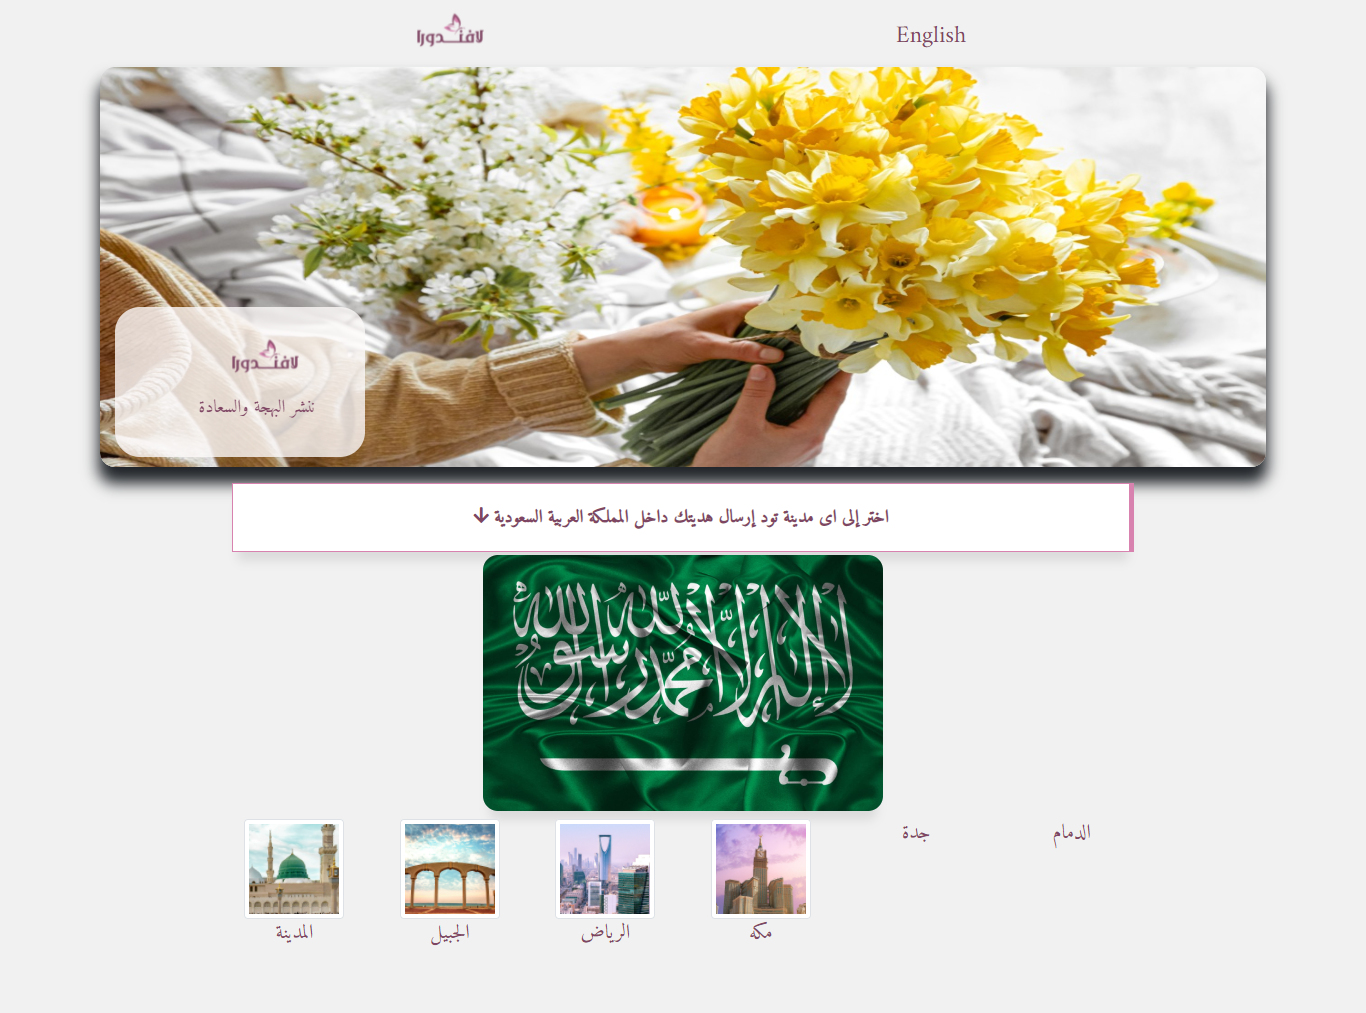 لافندورا
English
لافندورا
ننشر البهجة والسعادة
اختر إلى اى مدينة تود إرسال هديتك داخل المملكة العربية السعودية ↓
لا إله إلا الله محمد رسول الله
الدمام
جدة
مكه
الرياض
الجبيل
المدينة